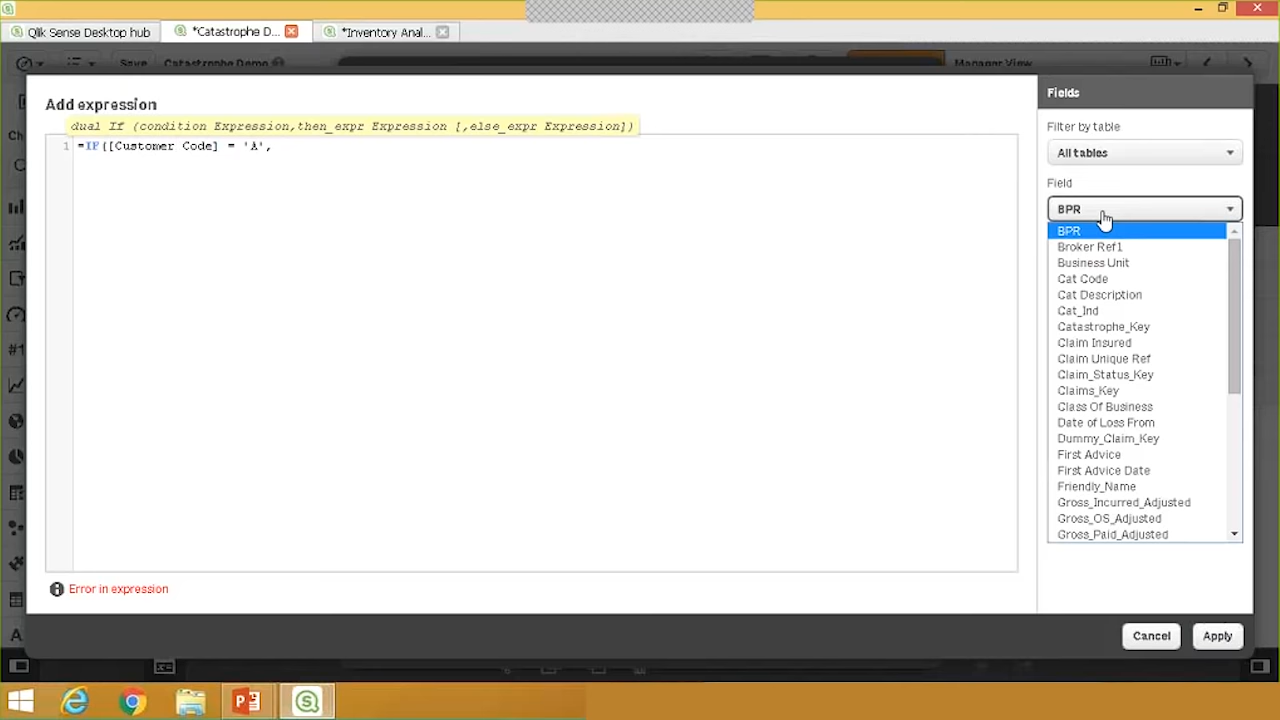 Qlik Sense Desktop hub
*Catastrophe D...
*Inventory Anal...
Save
Catastrophe Demo
Manager View
Add expression
dual If (condition Expression,then_expr Expression [,else_expr Expression])
1 =IF([Customer Code] = 'A',
Error in expression
Fields
Filter by table
All tables
Field
BPR
BPR
Broker Ref1
Business Unit
Cat Code
Cat Description
Cat_Ind
Catastrophe_Key
Claim Insured
Claim Unique Ref
Claim_Status_Key
Claims_Key
Class Of Business
Date of Loss From
Dummy_Claim_Key
First Advice
First Advice Date
Friendly_Name
Gross_Incurred_Adjusted
Gross_OS_Adjusted
Gross_Paid_Adjusted
Cancel
Apply
Ch
#1
A